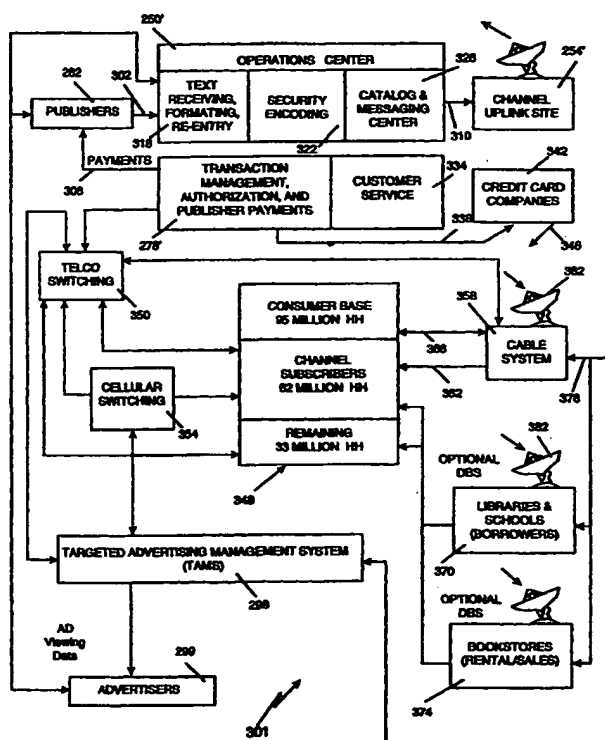 250'
OPERATIONS CENTER
326
254'
282
302
PUBLISHERS
TEXT
RECEIVING,
FORMATING,
RE-ENTRY
318
SECURITY
ENCODING
322
CATALOG &
MESSAGING
CENTER
310
CHANNEL
UPLINK SITE
PAYMENTS
306
TRANSACTION
MANAGEMENT,
AUTHORIZATION, AND
PUBLISHER PAYMENTS
278'
CUSTOMER
SERVICE
334
338
342
CREDIT CARD
COMPANIES
346
TELCO
SWITCHING
350
CONSUMER BASE
95 MILLION HH
CHANNEL
SUBSCRIBERS
62 MILLION HH
REMAINING
33 MILLION HH
349
358
382
CABLE
SYSTEM
366
362
378
CELLULAR
SWITCHING
354
OPTIONAL
DBS
382
LIBRARIES &
SCHOOLS
(BORROWERS)
370
TARGETED ADVERTISING MANAGEMENT SYSTEM
(TAMS)
298
OPTIONAL
DBS
BOOKSTORES
(RENTAL/SALES)
374
AD
Viewing
Data
299
ADVERTISERS
301